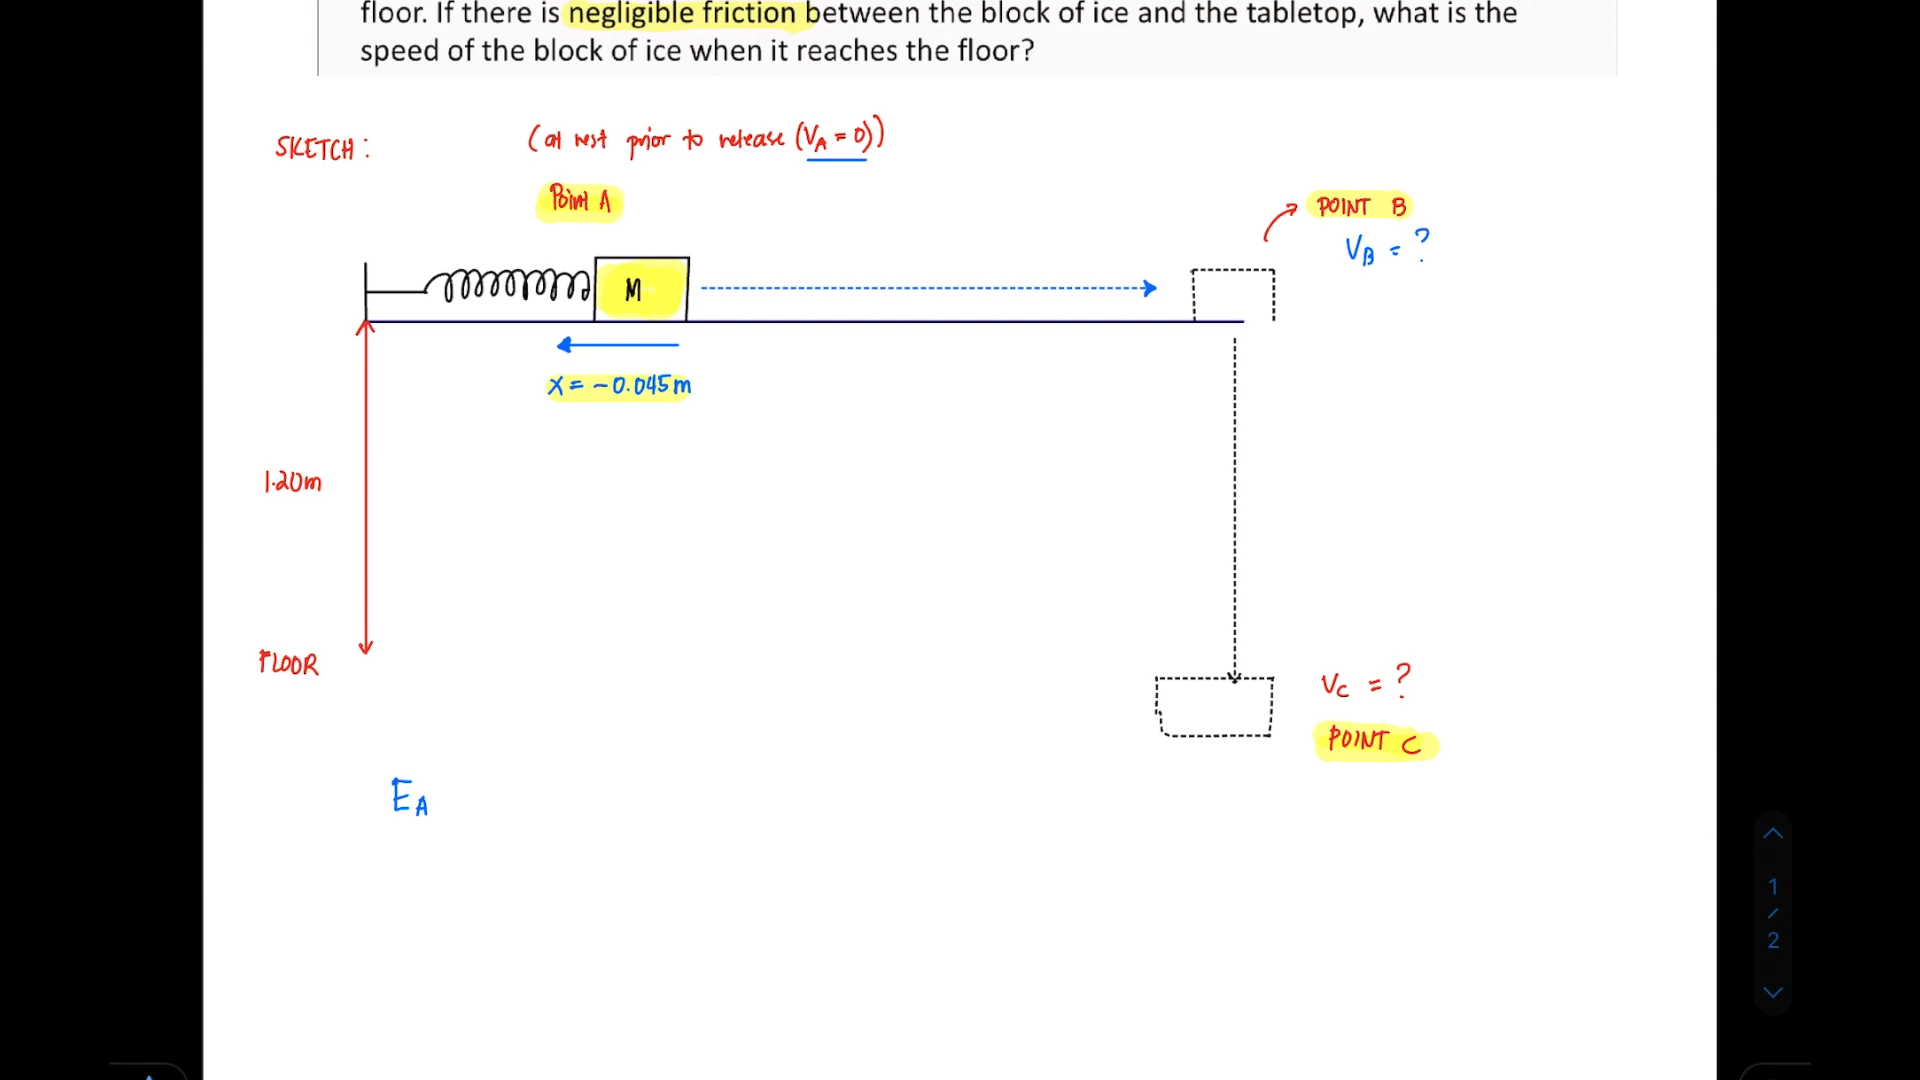 floor. If there is negligible friction between the block of ice and the tabletop, what is the
speed of the block of ice when it reaches the floor?
SKETCH:
(at rest prior to release (VA = 0))
Point A
POINT B
VB = ?
M
x = -0.045m
1.20m
FLOOR
VC = ?
POINT C
EA
1
/
2